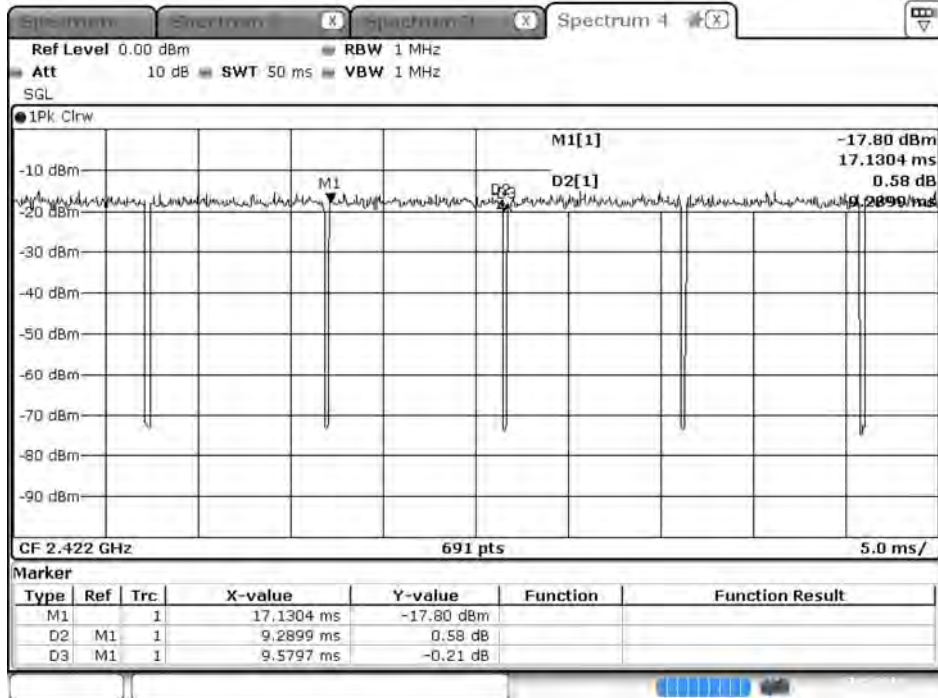 Spectrum 4 X
Ref Level 0.00 dBm RBW 1 MHz
Att 10 dB SWT 50 ms VBW 1 MHz
SGL
1Pk Clrw
M1[1] -17.80 dBm
17.1304 ms
D2[1] 0.58 dB
9.2899 ms
M1
D2
-10 dBm
-20 dBm
-30 dBm
-40 dBm
-50 dBm
-60 dBm
-70 dBm
-80 dBm
-90 dBm
CF 2.422 GHz 691 pts 5.0 ms/
Marker
Type Ref Trc X-value Y-value Function Function Result
M1 1 17.1304 ms -17.80 dBm
D2 M1 1 9.2899 ms 0.58 dB
D3 M1 1 9.5797 ms -0.21 dB